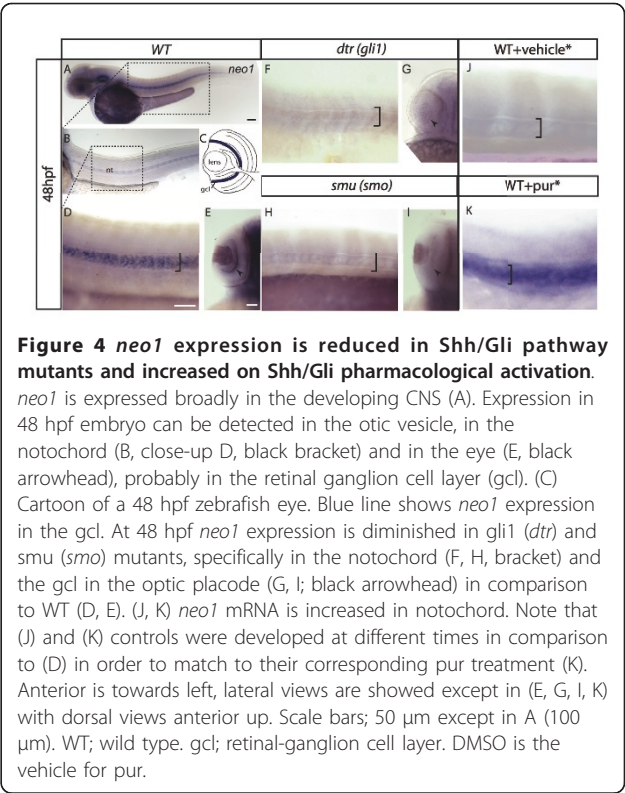 WT
dtr (gli1)
WT+vehicle*
A
neo1
F
G
J
B
nt
C
lens
gcl
48hpf
smu (smo)
WT+pur*
D
E
H
I
K
Figure 4 neo1 expression is reduced in Shh/Gli pathway
mutants and increased on Shh/Gli pharmacological activation.
neo1 is expressed broadly in the developing CNS (A). Expression in
48 hpf embryo can be detected in the otic vesicle, in the
notochord (B, close-up D, black bracket) and in the eye (E, black
arrowhead), probably in the retinal ganglion cell layer (gcl). (C)
Cartoon of a 48 hpf zebrafish eye. Blue line shows neo1 expression
in the gcl. At 48 hpf neo1 expression is diminished in gli1 (dtr) and
smu (smo) mutants, specifically in the notochord (F, H, bracket) and
the gcl in the optic placode (G, I; black arrowhead) in comparison
to WT (D, E). (J, K) neo1 mRNA is increased in notochord. Note that
(J) and (K) controls were developed at different times in comparison
to (D) in order to match to their corresponding pur treatment (K).
Anterior is towards left, lateral views are showed except in (E, G, I, K)
with dorsal views anterior up. Scale bars; 50 μm except in A (100
μm). WT; wild type. gcl; retinal-ganglion cell layer. DMSO is the
vehicle for pur.